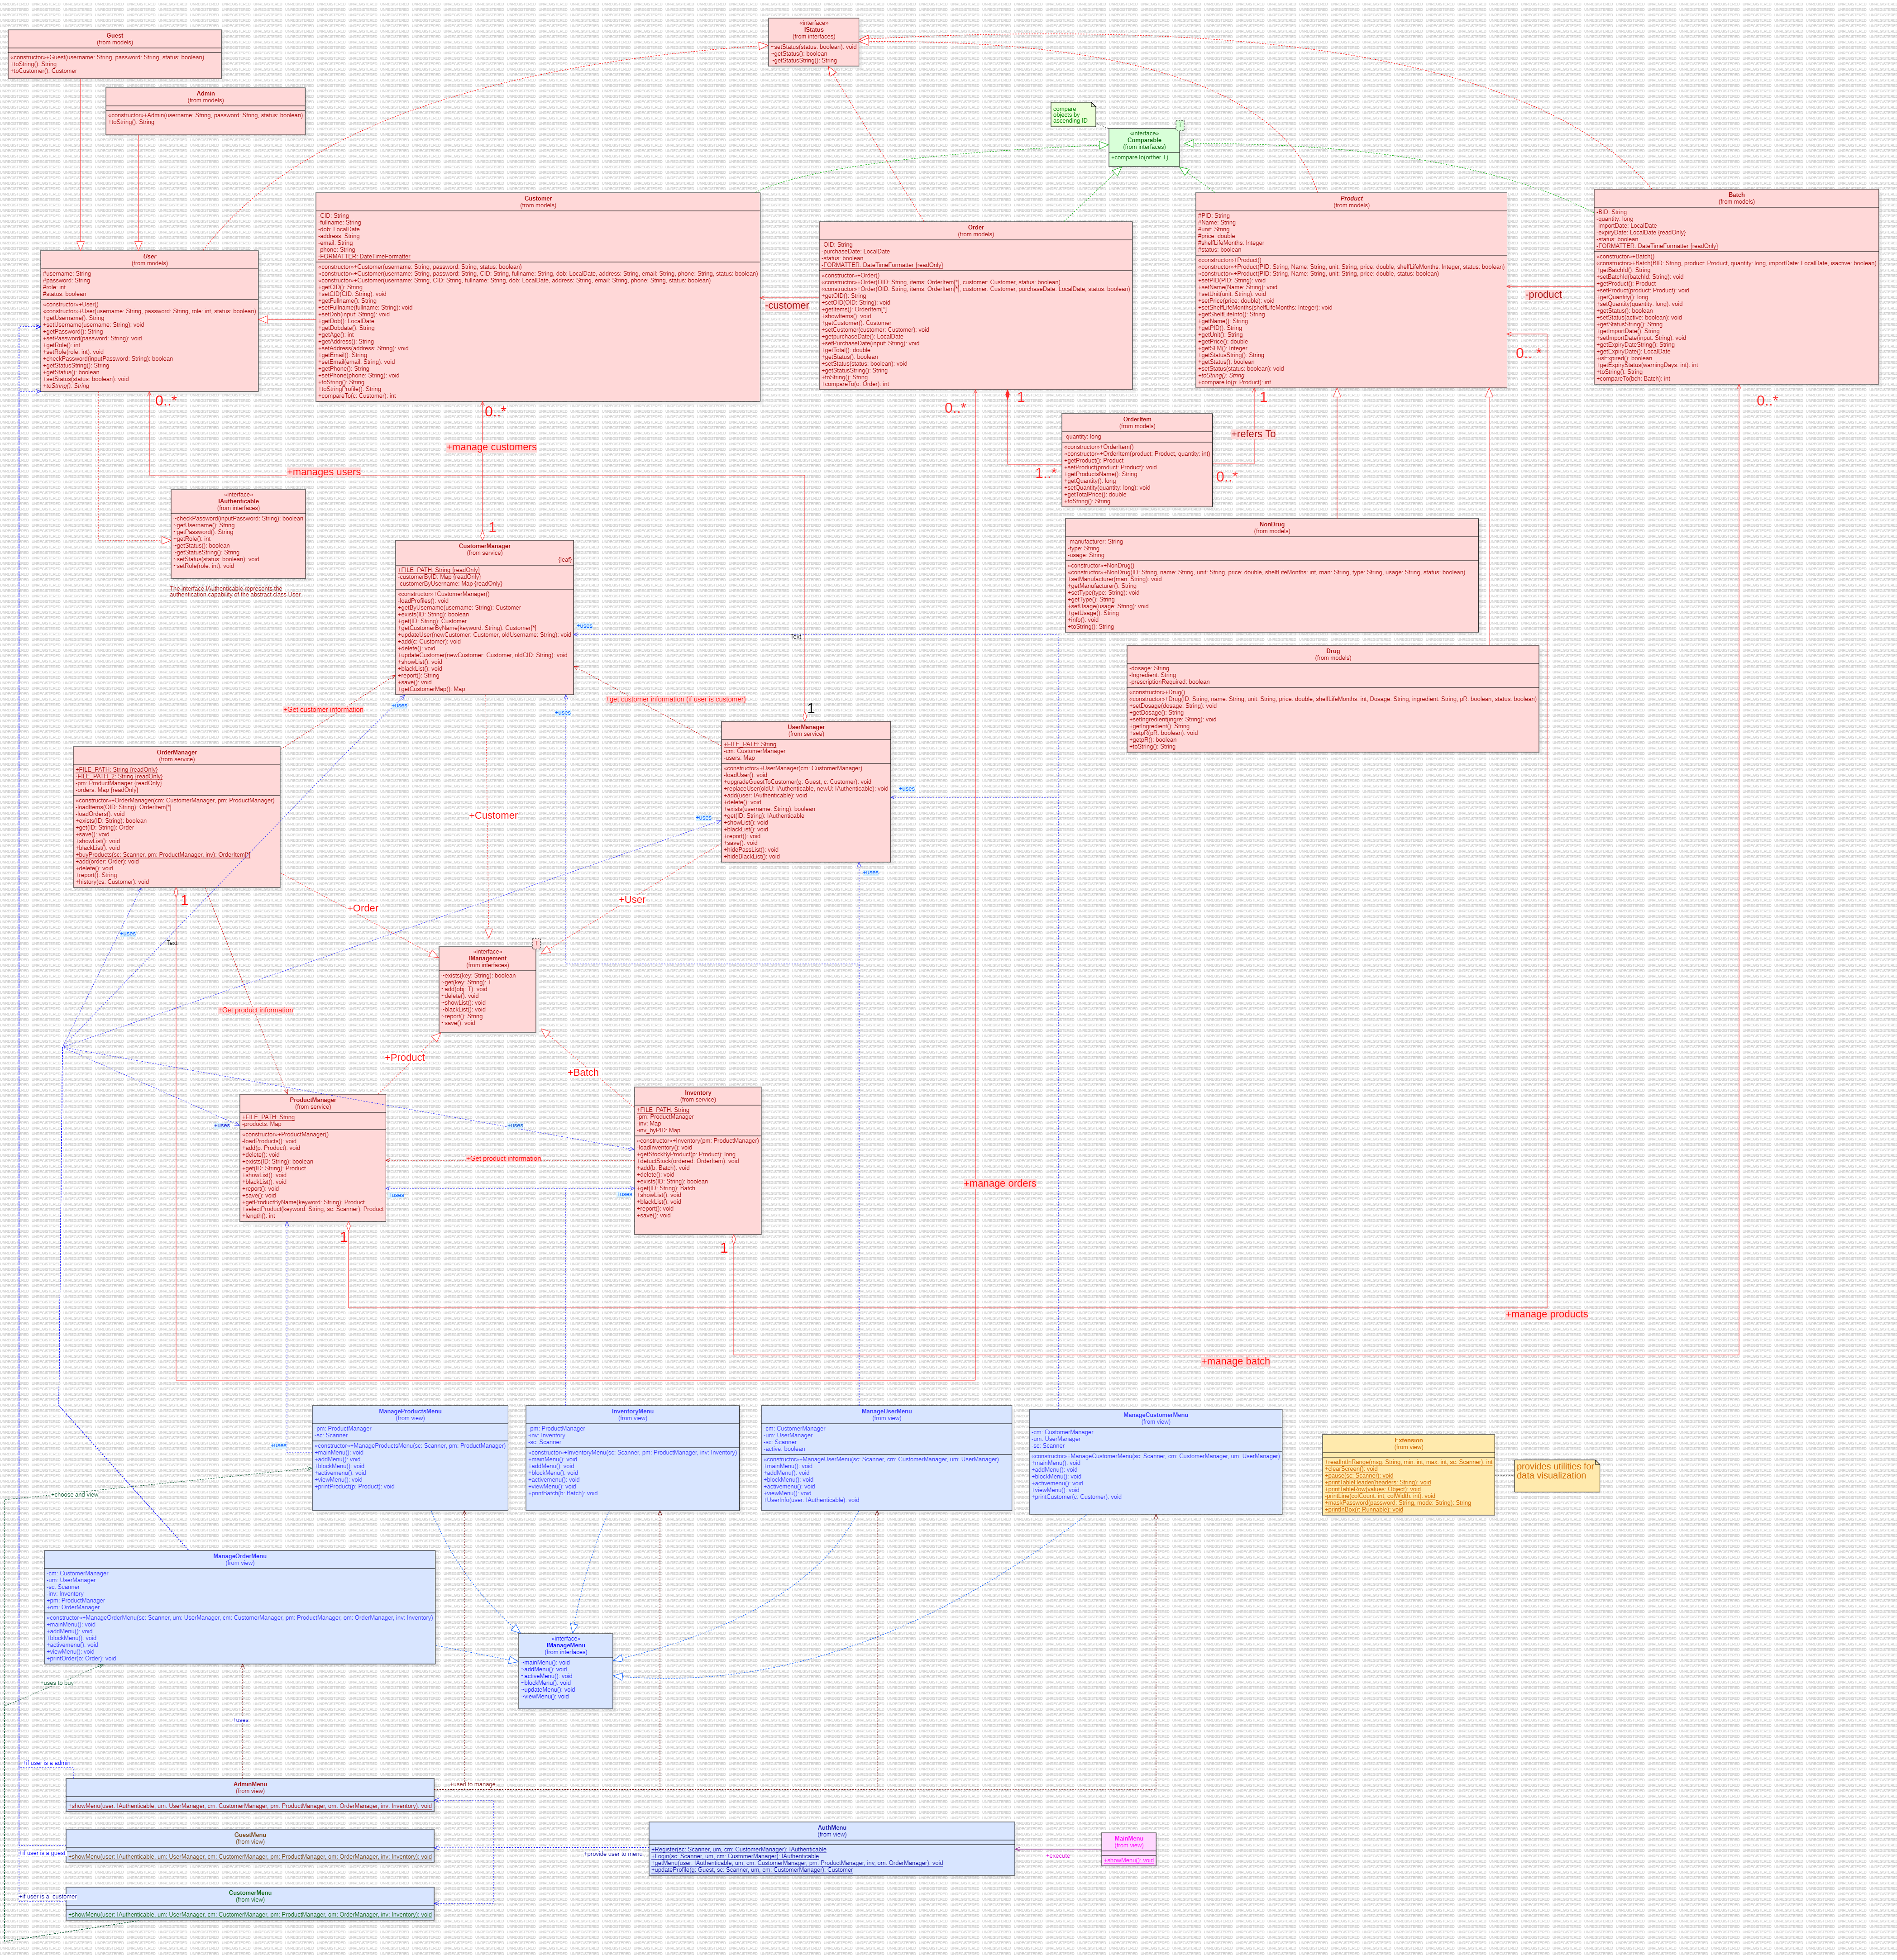 «interface»
IStatus
(from interfaces)
~setStatus(status: boolean): void
~getStatus(): boolean
~getStatusString(): String
Guest
(from models)
«constructor»+Guest(username: String, password: String, status: boolean)
+toString(): String
+toCustomer(): Customer
Admin
(from models)
«constructor»+Admin(username: String, password: String, status: boolean)
+toString(): String
compare
objects by
ascending ID
T
«interface»
Comparable
(from interfaces)
+compareTo(orther T)
Customer
(from models)
-CID: String
-fullname: String
-dob: LocalDate
-address: String
-email: String
-phone: String
-FORMATTER: DateTimeFormatter
«constructor»+Customer(username: String, password: String, status: boolean)
«constructor»+Customer(username: String, password: String, CID: String, fullname: String, dob: LocalDate, address: String, email: String, phone: String, status: boolean)
«constructor»+Customer(username: String, CID: String, fullname: String, dob: LocalDate, address: String, email: String, phone: String, status: boolean)
+getCID(): String
+setCID(CID: String): void
+getFullname(): String
+setFullname(fullname: String): void
+setDob(input: String): void
+getDob(): LocalDate
+getDobdate(): String
+getAge(): int
+getAddress(): String
+setAddress(address: String): void
+getEmail(): String
+setEmail(email: String): void
+getPhone(): String
+setPhone(phone: String): void
+toString(): String
+toStringProfile(): String
+compareTo(c: Customer): int
Order
(from models)
-OID: String
-purchaseDate: LocalDate
-status: boolean
-FORMATTER: DateTimeFormatter {readOnly}
«constructor»+Order()
«constructor»+Order(OID: String, items: OrderItem[*], customer: Customer, status: boolean)
«constructor»+Order(OID: String, items: OrderItem[*], customer: Customer, purchaseDate: LocalDate, status: boolean)
+getOID(): String
+setOID(OID: String): void
+getItems(): OrderItem[*]
+showItems(): void
+getCustomer(): Customer
+setCustomer(customer: Customer): void
+getpurchaseDate(): LocalDate
+setPurchaseDate(input: String): void
+getTotal(): double
+getStatus(): boolean
+setStatus(status: boolean): void
+getStatusString(): String
+toString(): String
+compareTo(o: Order): int
Product
(from models)
#PID: String
#Name: String
#unit: String
#price: double
#shelfLifeMonths: Integer
#status: boolean
«constructor»+Product()
«constructor»+Product(PID: String, Name: String, unit: String, price: double, shelfLifeMonths: Integer, status: boolean)
«constructor»+Product(PID: String, Name: String, unit: String, price: double, status: boolean)
+setPID(PID: String): void
+setName(Name: String): void
+setUnit(unit: String): void
+setPrice(price: double): void
+setShelfLifeMonths(shelfLifeMonths: Integer): void
+getShelfLifeInfo(): String
+getName(): String
+getPID(): String
+getUnit(): String
+getPrice(): double
+getSLM(): Integer
+getStatusString(): String
+getStatus(): boolean
+setStatus(status: boolean): void
+toString(): String
+compareTo(p: Product): int
Batch
(from models)
-BID: String
-quantity: long
-importDate: LocalDate
-expiryDate: LocalDate {readOnly}
-status: boolean
-FORMATTER: DateTimeFormatter {readOnly}
«constructor»+Batch()
«constructor»+Batch(BID: String, product: Product, quantity: long, importDate: LocalDate, isactive: boolean)
+getBatchId(): String
+setBatchId(batchId: String): void
+getProduct(): Product
+setProduct(product: Product): void
+getQuantity(): long
+setQuantity(quantity: long): void
+getStatus(): boolean
+setStatus(active: boolean): void
+getStatusString(): String
+getImportDate(): String
+setImportDate(input: String): void
+getExpiryDateString(): String
+getExpiryDate(): LocalDate
+isExpired(): boolean
+getExpiryStatus(warningDays: int): int
+toString(): String
+compareTo(bch: Batch): int
User
(from models)
#username: String
#password: String
#role: int
#status: boolean
«constructor»+User()
«constructor»+User(username: String, password: String, role: int, status: boolean)
+getUsername(): String
+setUsername(username: String): void
+getPassword(): String
+setPassword(password: String): void
+getRole(): int
+setRole(role: int): void
+checkPassword(inputPassword: String): boolean
+getStatusString(): String
+getStatus(): boolean
+setStatus(status: boolean): void
+toString(): String
-customer
-product
0..*
0..*
0..*
0..*
1
1
0..*
+manage customers
+manages users
+refers To
1..*
0..*
OrderItem
(from models)
-quantity: long
«constructor»+OrderItem()
«constructor»+OrderItem(product: Product, quantity: int)
+getProduct(): Product
+setProduct(product: Product): void
+getProductsName(): String
+getQuantity(): long
+setQuantity(quantity: long): void
+getTotalPrice(): double
+toString(): String
«interface»
IAuthenticable
(from interfaces)
~checkPassword(inputPassword: String): boolean
~getUsername(): String
~getPassword(): String
~getRole(): int
~getStatus(): boolean
~getStatusString(): String
~setStatus(status: boolean): void
~setRole(role: int): void
The interface IAuthenticable represents the
authentication capability of the abstract class User.
1
CustomerManager
(from service)
{leaf}
+FILE_PATH: String {readOnly}
-customerByID: Map {readOnly}
-customerByUsername: Map {readOnly}
«constructor»+CustomerManager()
-loadProfiles(): void
+getByUsername(username: String): Customer
+exists(ID: String): boolean
+get(ID: String): Customer
+getCustomerByName(keyword: String): Customer[*]
+updateUser(newCustomer: Customer, oldUsername: String): void
+add(c: Customer): void
+delete(): void
+updateCustomer(newCustomer: Customer, oldCID: String): void
+showList(): void
+blackList(): void
+report(): String
+save(): void
+getCustomerMap(): Map
NonDrug
(from models)
-manufacturer: String
-type: String
-usage: String
«constructor»+NonDrug()
«constructor»+NonDrug(ID: String, name: String, unit: String, price: double, shelfLifeMonths: int, man: String, type: String, usage: String, status: boolean)
+setManufacturer(man: String): void
+getManufacturer(): String
+setType(type: String): void
+getType(): String
+setUsage(usage: String): void
+getUsage(): String
+info(): void
+toString(): String
Drug
(from models)
-dosage: String
-Ingredient: String
-prescriptionRequired: boolean
«constructor»+Drug()
«constructor»+Drug(ID: String, name: String, unit: String, price: double, shelfLifeMonths: int, Dosage: String, ingredient: String, pR: boolean, status: boolean)
+setDosage(dosage: String): void
+getDosage(): String
+setIngredient(ingre: String): void
+getIngredient(): String
+setpR(pR: boolean): void
+getpR(): boolean
+toString(): String
+uses
Text
+Get customer information
+uses
+uses
+get customer information (if user is customer)
1
UserManager
(from service)
+FILE_PATH: String
-cm: CustomerManager
-users: Map
«constructor»+UserManager(cm: CustomerManager)
-loadUser(): void
+upgradeGuestToCustomer(g: Guest, c: Customer): void
+replaceUser(oldU: IAuthenticable, newU: IAuthenticable): void
+add(user: IAuthenticable): void
+delete(): void
+exists(username: String): boolean
+get(ID: String): IAuthenticable
+showList(): void
+blackList(): void
+report(): void
+save(): void
+hidePassList(): void
+hideBlackList(): void
OrderManager
(from service)
+FILE_PATH: String {readOnly}
-FILE_PATH_2: String {readOnly}
-pm: ProductManager {readOnly}
-orders: Map {readOnly}
«constructor»+OrderManager(cm: CustomerManager, pm: ProductManager)
-loadItems(OID: String): OrderItem[*]
-loadOrders(): void
+exists(ID: String): boolean
+get(ID: String): Order
+save(): void
+showList(): void
+blackList(): void
+buyProducts(sc: Scanner, pm: ProductManager, inv): OrderItem[*]
+add(order: Order): void
+delete(): void
+report(): String
+history(cs: Customer): void
+uses
+uses
+uses
+Customer
1
+Order
+User
+uses
Text
T
«interface»
IManagement
(from interfaces)
~exists(key: String): boolean
~get(key: String): T
~add(obj: T): void
~delete(): void
~showList(): void
~blackList(): void
~report(): String
~save(): void
+Get product information
+Product
+Batch
ProductManager
(from service)
+FILE_PATH: String
-products: Map
«constructor»+ProductManager()
-loadProducts(): void
+add(p: Product): void
+delete(): void
+exists(ID: String): boolean
+get(ID: String): Product
+showList(): void
+blackList(): void
+report(): void
+save(): void
+getProductByName(keyword: String): Product
+selectProduct(keyword: String, sc: Scanner): Product
+length(): int
Inventory
(from service)
+FILE_PATH: String
-pm: ProductManager
-inv: Map
-inv_byPID: Map
«constructor»+Inventory(pm: ProductManager)
-loadInventory(): void
+getStockByProduct(p: Product): long
+detuctStock(ordered: OrderItem): void
+add(b: Batch): void
+delete(): void
+exists(ID: String): boolean
+get(ID: String): Batch
+showList(): void
+blackList(): void
+report(): void
+save(): void
+uses
+uses
+Get product information
+uses
+uses
+manage orders
1
1
+manage products
+manage batch
ManageProductsMenu
(from view)
-pm: ProductManager
-sc: Scanner
«constructor»+ManageProductsMenu(sc: Scanner, pm: ProductManager)
+mainMenu(): void
+addMenu(): void
+blockMenu(): void
+activemenu(): void
+viewMenu(): void
+printProduct(p: Product): void
InventoryMenu
(from view)
-pm: ProductManager
-inv: Inventory
-sc: Scanner
«constructor»+InventoryMenu(sc: Scanner, pm: ProductManager, inv: Inventory)
+mainMenu(): void
+addMenu(): void
+blockMenu(): void
+activemenu(): void
+viewMenu(): void
+printBatch(b: Batch): void
ManageUserMenu
(from view)
-cm: CustomerManager
-um: UserManager
-sc: Scanner
-active: boolean
«constructor»+ManageUserMenu(sc: Scanner, cm: CustomerManager, um: UserManager)
+mainMenu(): void
+addMenu(): void
+blockMenu(): void
+activemenu(): void
+viewMenu(): void
+UserInfo(user: IAuthenticable): void
ManageCustomerMenu
(from view)
-cm: CustomerManager
-um: UserManager
-sc: Scanner
«constructor»+ManageCustomerMenu(sc: Scanner, cm: CustomerManager, um: UserManager)
+mainMenu(): void
+addMenu(): void
+blockMenu(): void
+activemenu(): void
+viewMenu(): void
+printCustomer(c: Customer): void
Extension
(from view)
+readIntInRange(msg: String, min: int, max: int, sc: Scanner): int
+clearScreen(): void
+pause(sc: Scanner): void
+printTableHeader(headers: String): void
+printTableRow(values: Object): void
-printLine(colCount: int, colWidth: int): void
+maskPassword(password: String, mode: String): String
+printInBox(r: Runnable): void
provides utilities for
data visualization
+uses
+choose and view
ManageOrderMenu
(from view)
-cm: CustomerManager
-um: UserManager
-sc: Scanner
-inv: Inventory
+pm: ProductManager
+om: OrderManager
«constructor»+ManageOrderMenu(sc: Scanner, um: UserManager, cm: CustomerManager, pm: ProductManager, om: OrderManager, inv: Inventory)
+mainMenu(): void
+addMenu(): void
+blockMenu(): void
+activemenu(): void
+viewMenu(): void
+printOrder(o: Order): void
«interface»
IManageMenu
(from interfaces)
~mainMenu(): void
~addMenu(): void
~activeMenu(): void
~blockMenu(): void
~updateMenu(): void
~viewMenu(): void
+uses to buy
+uses
+if user is a admin
AdminMenu
(from view)
+showMenu(user: IAuthenticable, um: UserManager, cm: CustomerManager, pm: ProductManager, om: OrderManager, inv: Inventory): void
+used to manage
GuestMenu
(from view)
+showMenu(user: IAuthenticable, um: UserManager, cm: CustomerManager, pm: ProductManager, om: OrderManager, inv: Inventory): void
+if user is a guest
+provide user to menu
AuthMenu
(from view)
+Register(sc: Scanner, um, cm: CustomerManager): IAuthenticable
+Login(sc: Scanner, um, cm: CustomerManager): IAuthenticable
+getMenu(user: IAuthenticable, um, cm: CustomerManager, pm: ProductManager, inv, om: OrderManager): void
+updateProfile(g: Guest, sc: Scanner, um, cm: CustomerManager): Customer
MainMenu
(from view)
+showMenu(): void
+execute
+if user is a customer
CustomerMenu
(from view)
+showMenu(user: IAuthenticable, um: UserManager, cm: CustomerManager, pm: ProductManager, om: OrderManager, inv: Inventory): void